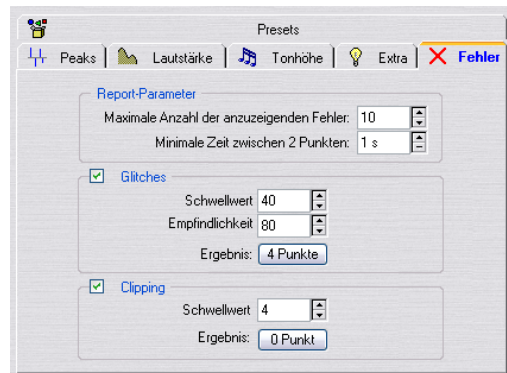 Presets
Peaks Lautstärke Tonhöhe Extra Fehler
Report-Parameter
Maximale Anzahl der anzuzeigenden Fehler: 10
Minimale Zeit zwischen 2 Punkten: 1 s
Glitches
Schwellwert 40
Empfindlichkeit 80
Ergebnis: 4 Punkte
Clipping
Schwellwert 4
Ergebnis: 0 Punkt